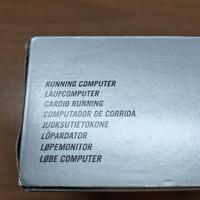 RUNNING COMPUTER
LAUFCOMPUTER
CARDIO RUNNING
COMPUTADOR DE CORRIDA
JUOKSUTIETOKONE
LÖPARDATOR
LØPEMONITOR
LØBE COMPUTER